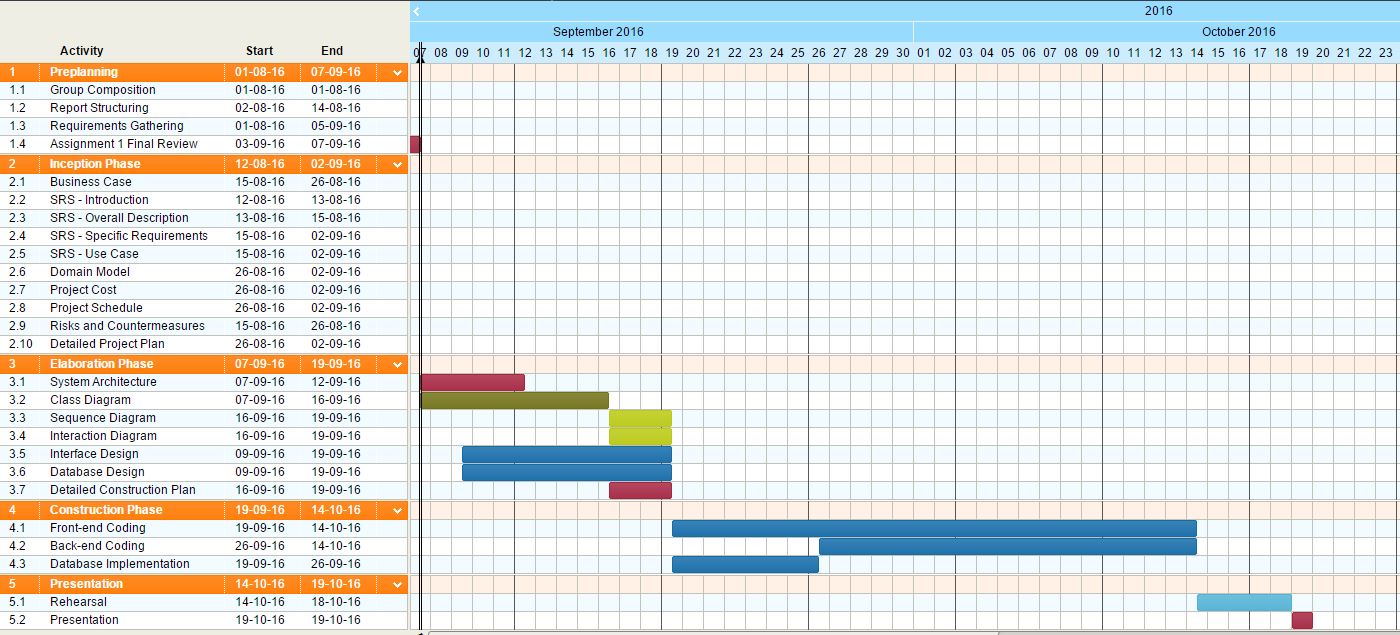 2016
September 2016 October 2016
Activity Start End 07 08 09 10 11 12 13 14 15 16 17 18 19 20 21 22 23 24 25 26 27 28 29 30 01 02 03 04 05 06 07 08 09 10 11 12 13 14 15 16 17 18 19 20 21 22 23
1 Preplanning 01-08-16 07-09-16
1.1 Group Composition 01-08-16 01-08-16
1.2 Report Structuring 02-08-16 14-08-16
1.3 Requirements Gathering 01-08-16 05-09-16
1.4 Assignment 1 Final Review 03-09-16 07-09-16
2 Inception Phase 12-08-16 02-09-16
2.1 Business Case 15-08-16 26-08-16
2.2 SRS - Introduction 12-08-16 13-08-16
2.3 SRS - Overall Description 13-08-16 15-08-16
2.4 SRS - Specific Requirements 15-08-16 02-09-16
2.5 SRS - Use Case 15-08-16 02-09-16
2.6 Domain Model 26-08-16 02-09-16
2.7 Project Cost 26-08-16 02-09-16
2.8 Project Schedule 26-08-16 02-09-16
2.9 Risks and Countermeasures 15-08-16 26-08-16
2.10 Detailed Project Plan 26-08-16 02-09-16
3 Elaboration Phase 07-09-16 19-09-16
3.1 System Architecture 07-09-16 12-09-16
3.2 Class Diagram 07-09-16 16-09-16
3.3 Sequence Diagram 16-09-16 19-09-16
3.4 Interaction Diagram 16-09-16 19-09-16
3.5 Interface Design 09-09-16 19-09-16
3.6 Database Design 09-09-16 19-09-16
3.7 Detailed Construction Plan 16-09-16 19-09-16
4 Construction Phase 19-09-16 14-10-16
4.1 Front-end Coding 19-09-16 14-10-16
4.2 Back-end Coding 26-09-16 14-10-16
4.3 Database Implementation 19-09-16 26-09-16
5 Presentation 14-10-16 19-10-16
5.1 Rehearsal 14-10-16 18-10-16
5.2 Presentation 19-10-16 19-10-16